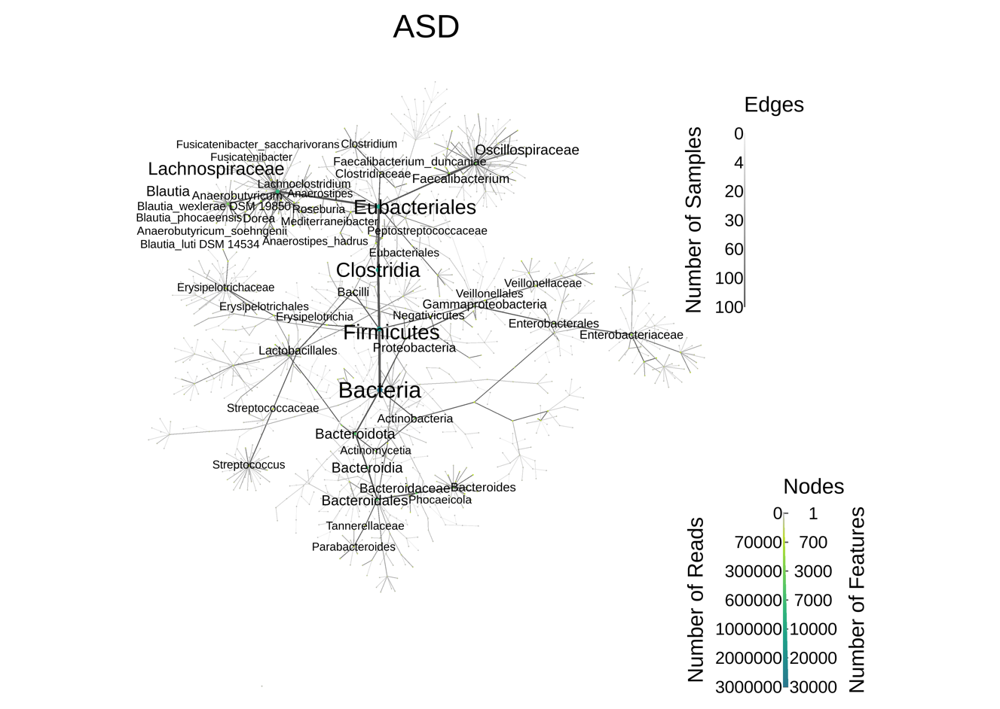 ASD
Edges
Number of Samples
0
4
20
30
60
100
100
Fusicatenibacter_saccharivorans
Clostridium
Oscillospiraceae
Fusicatenibacter
Faecalibacterium_duncaniae
Lachnospiraceae
Clostridiaceae
Faecalibacterium
Lachnoclostridium
Blautia
Anaerobutyricum
Anaerostipes
Blautia_wexlerae DSM 19850
Roseburia
Eubacteriales
Blautia_phocaeensis
Dorea
Mediterraneibacter
Anaerobutyricum_soehngenii
Peptostreptococcaceae
Blautia_luti DSM 14534
Anaerostipes_hadrus
Eubacteriales
Clostridia
Erysipelotrichaceae
Bacilli
Veillonellales
Veillonellaceae
Erysipelotrichales
Gammaproteobacteria
Erysipelotrichia
Negativicutes
Enterobacterales
Firmicutes
Enterobacteriaceae
Lactobacillales
Proteobacteria
Bacteria
Streptococcaceae
Actinobacteria
Bacteroidota
Actinomycetia
Streptococcus
Bacteroidia
Bacteroidaceae
Bacteroides
Bacteroidales
Phocaeicola
Tannerellaceae
Parabacteroides
Nodes
Number of Reads
Number of Features
0 1
70000 700
300000 3000
600000 7000
1000000 10000
2000000 20000
3000000 30000